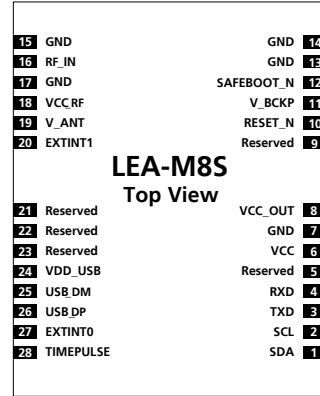 15 GND GND 14
16 RF_IN GND 13
17 GND SAFEBOOT_N 12
18 VCC_RF V_BCKP 11
19 V_ANT RESET_N 10
20 EXTINT1 Reserved 9
LEA-M8S
Top View
21 Reserved VCC_OUT 8
22 Reserved GND 7
23 Reserved VCC 6
24 VDD_USB Reserved 5
25 USB_DM RXD 4
26 USB_DP TXD 3
27 EXTINT0 SCL 2
28 TIMEPULSE SDA 1